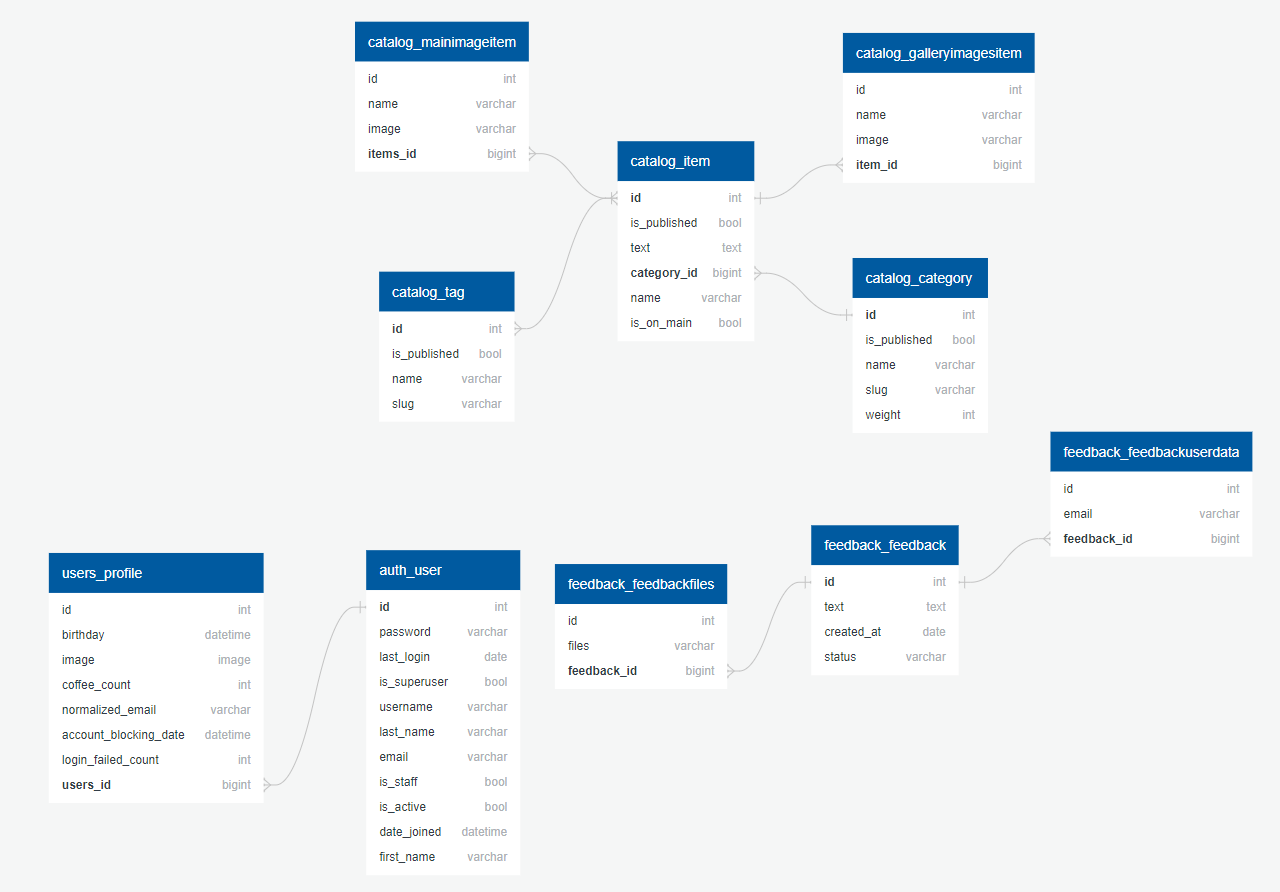 catalog_mainimageitem
id int
name varchar
image varchar
items_id bigint
catalog_galleryimagesitem
id int
name varchar
image varchar
item_id bigint
catalog_item
id int
is_published bool
text text
category_id bigint
name varchar
is_on_main bool
catalog_tag
id int
is_published bool
name varchar
slug varchar
catalog_category
id int
is_published bool
name varchar
slug varchar
weight int
feedback_feedbackuserdata
id int
email varchar
feedback_id bigint
users_profile
id int
birthday datetime
image image
coffee_count int
normalized_email varchar
account_blocking_date datetime
login_failed_count int
users_id bigint
auth_user
id int
password varchar
last_login date
is_superuser bool
username varchar
last_name varchar
email varchar
is_staff bool
is_active bool
date_joined datetime
first_name varchar
feedback_feedbackfiles
id int
files varchar
feedback_id bigint
feedback_feedback
id int
text text
created_at date
status varchar